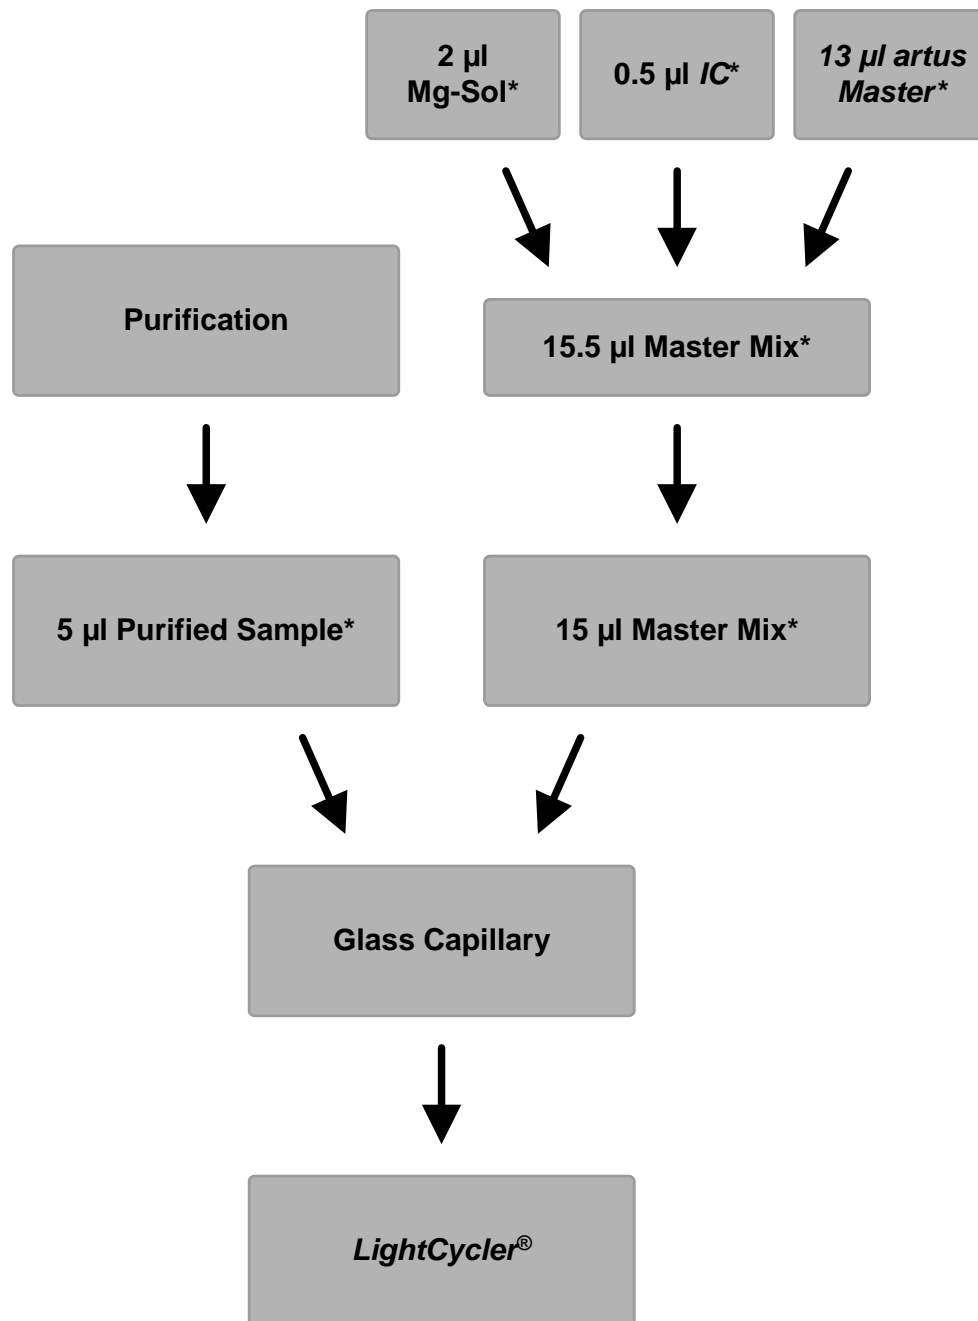 2 µl
Mg-Sol*
0.5 µl IC*
13 µl artus
Master*
Purification
15.5 µl Master Mix*
5 µl Purified Sample*
15 µl Master Mix*
Glass Capillary
LightCycler®